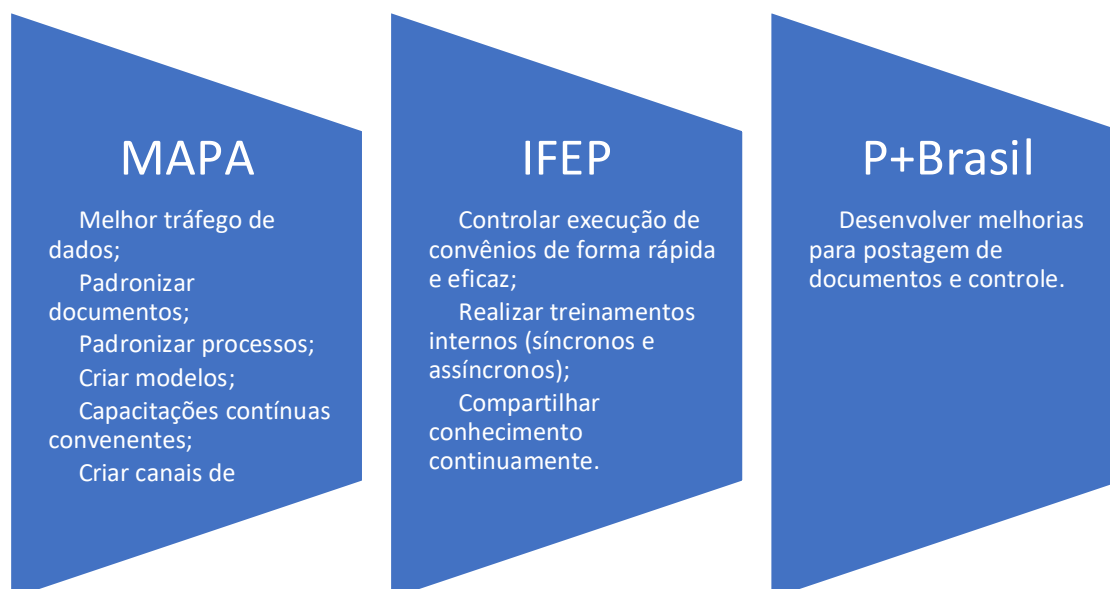 MAPA
Melhor tráfego de
dados;
Padronizar
documentos;
Padronizar processos;
Criar modelos;
Capacitações contínuas
convenentes;
Criar canais de
IFEP
Controlar execução de
convênios de forma rápida
e eficaz;
Realizar treinamentos
internos (síncronos e
assíncronos);
Compartilhar
conhecimento
continuamente.
P+Brasil
Desenvolver melhorias
para postagem de
documentos e controle.